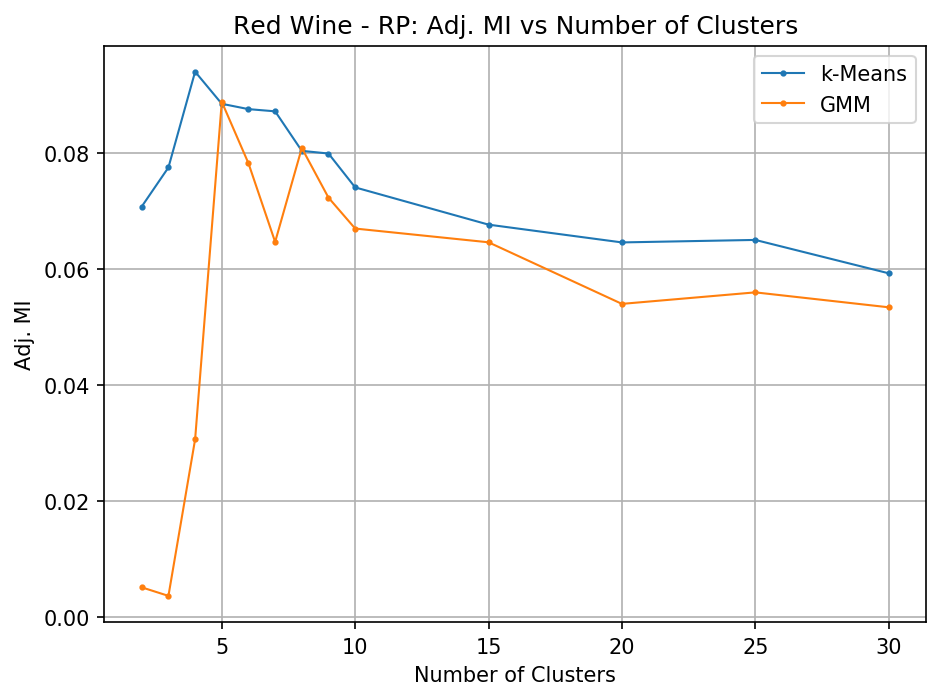 Red Wine - RP: Adj. MI vs Number of Clusters
k-Means
GMM
0.08
0.06
0.04
0.02
0.00
Adj. MI
5 10 15 20 25 30
Number of Clusters